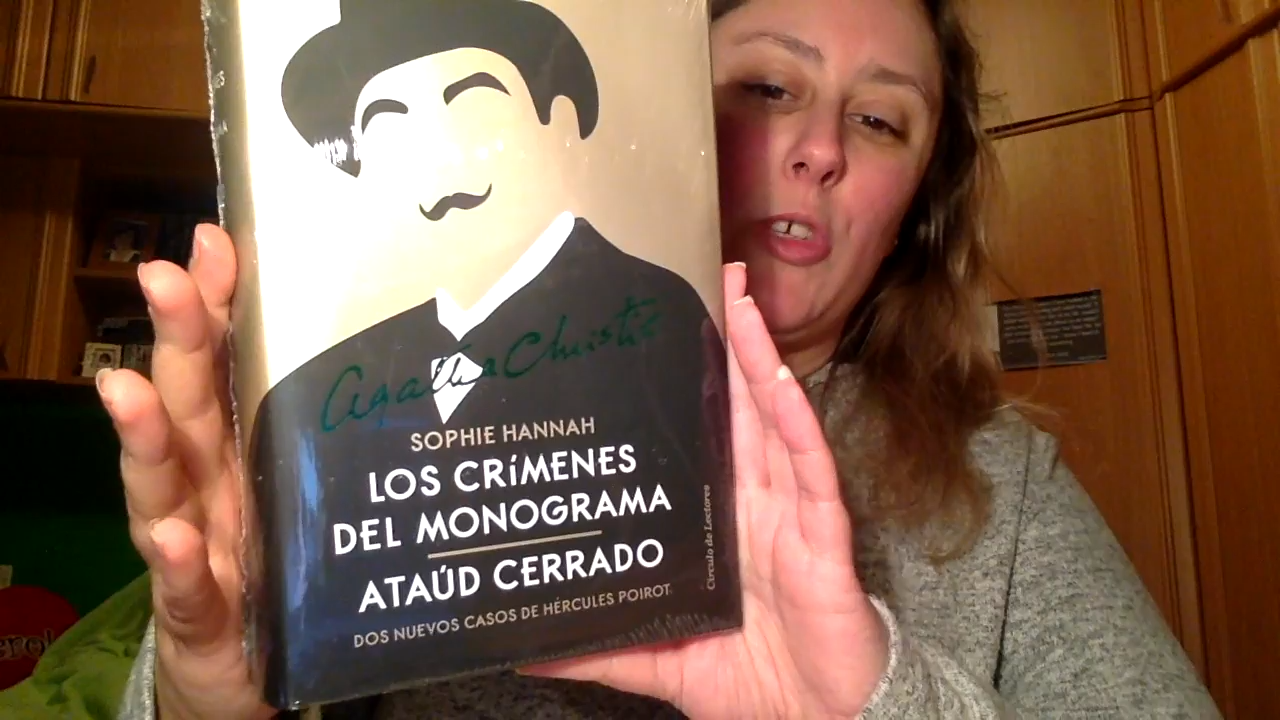 Agatha Christie
SOPHIE HANNAH
LOS CRÍMENES
DEL MONOGRAMA
ATAÚD CERRADO
DOS NUEVOS CASOS DE HÉRCULES POIROT
Círculo de Lectores